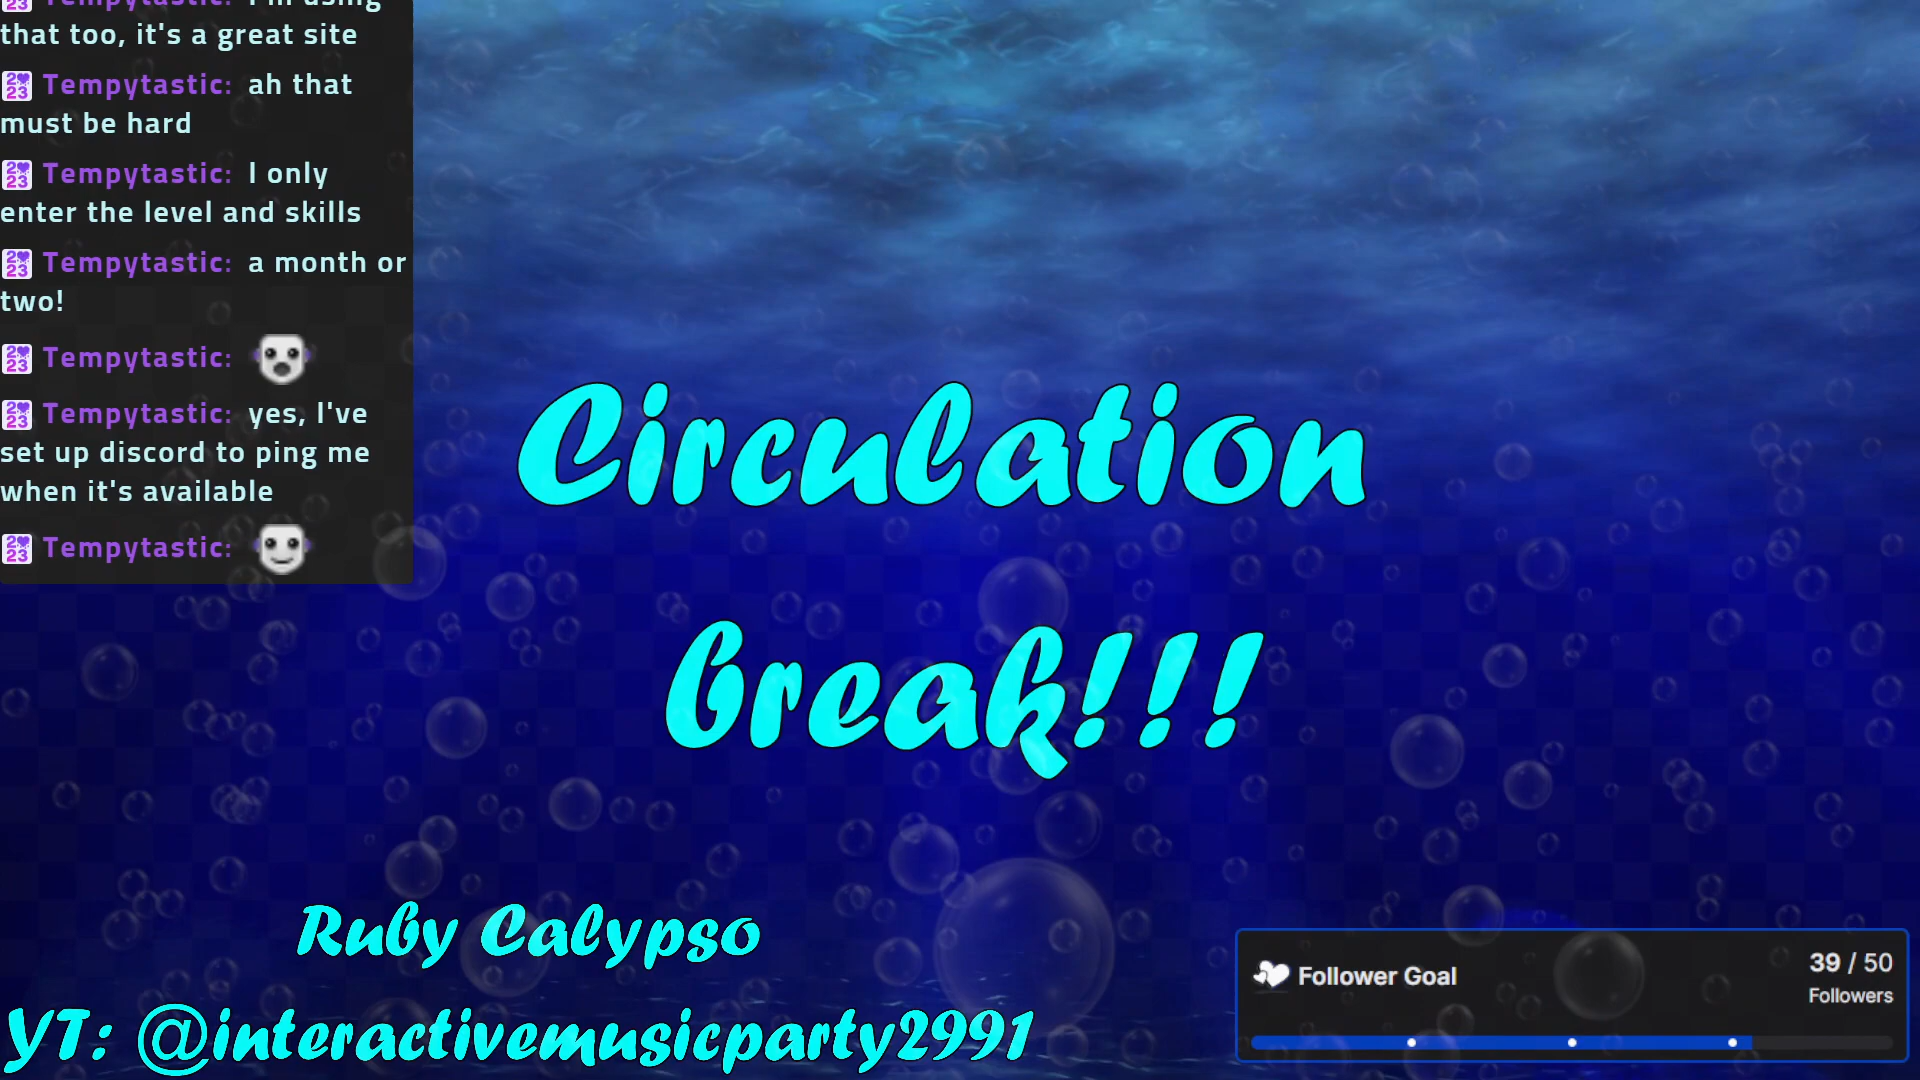 Tempytastic: I'm using
that too, it's a great site
Tempytastic: ah that
must be hard
Tempytastic: I only
enter the level and skills
Tempytastic: a month or
two!
Tempytastic:
Tempytastic: yes, I've
set up discord to ping me
when it's available
Tempytastic:
Circulation
break!!!
Ruby Calypso
YT: @interactivemusicparty2991
Follower Goal
39 / 50
Followers